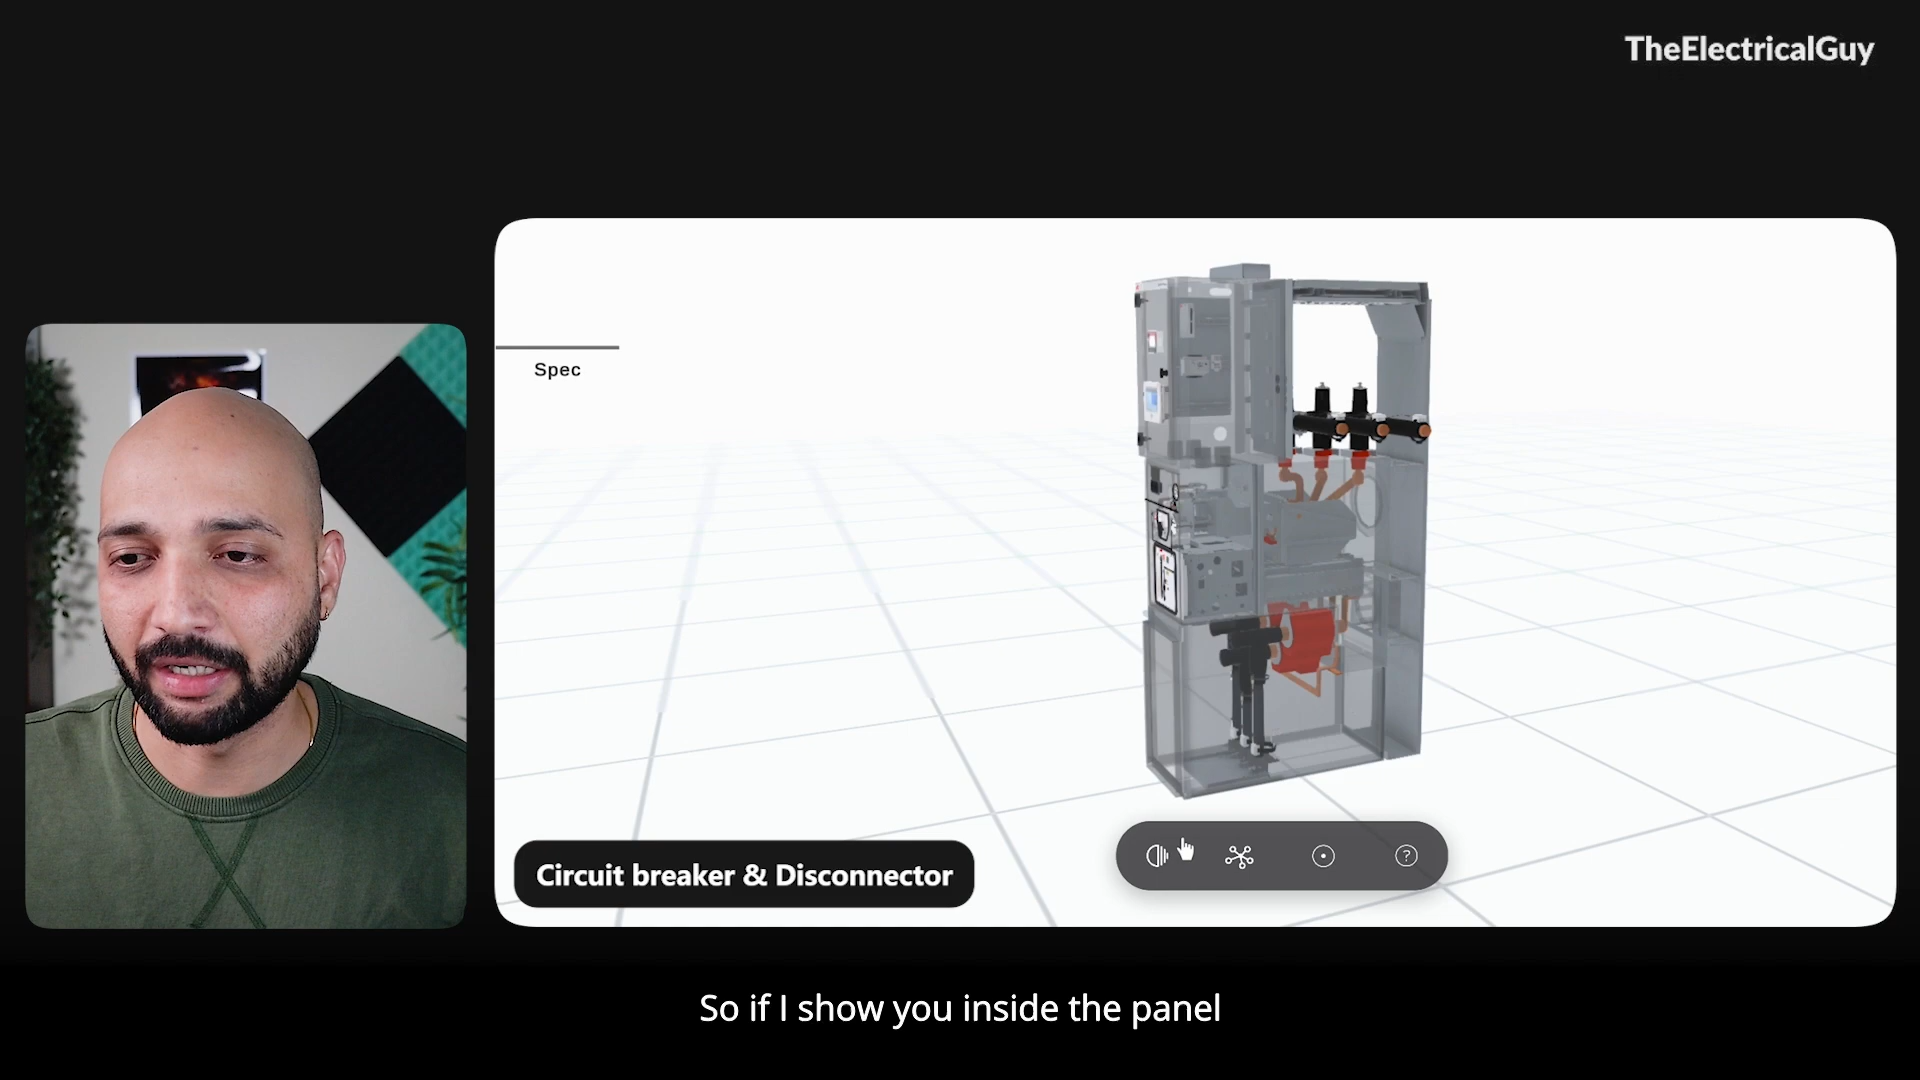 TheElectricalGuy
Spec
Circuit breaker & Disconnector
So if I show you inside the panel